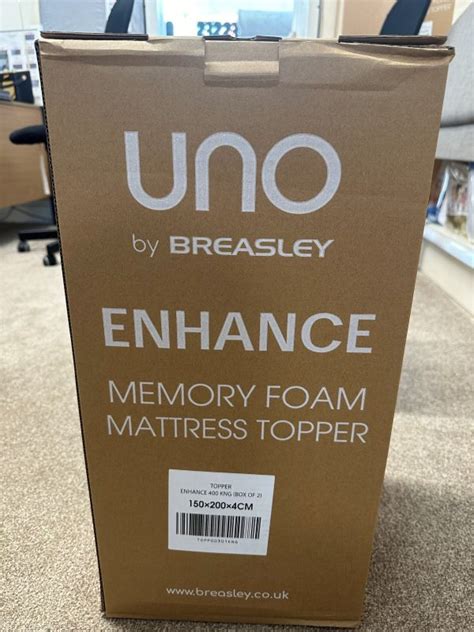 UNO
by BREASLEY
ENHANCE
MEMORY FOAM
MATTRESS TOPPER
TOPPER
ENHANCE 400 KNG (BOX OF 2)
150×200×4CM
www.breasley.co.uk